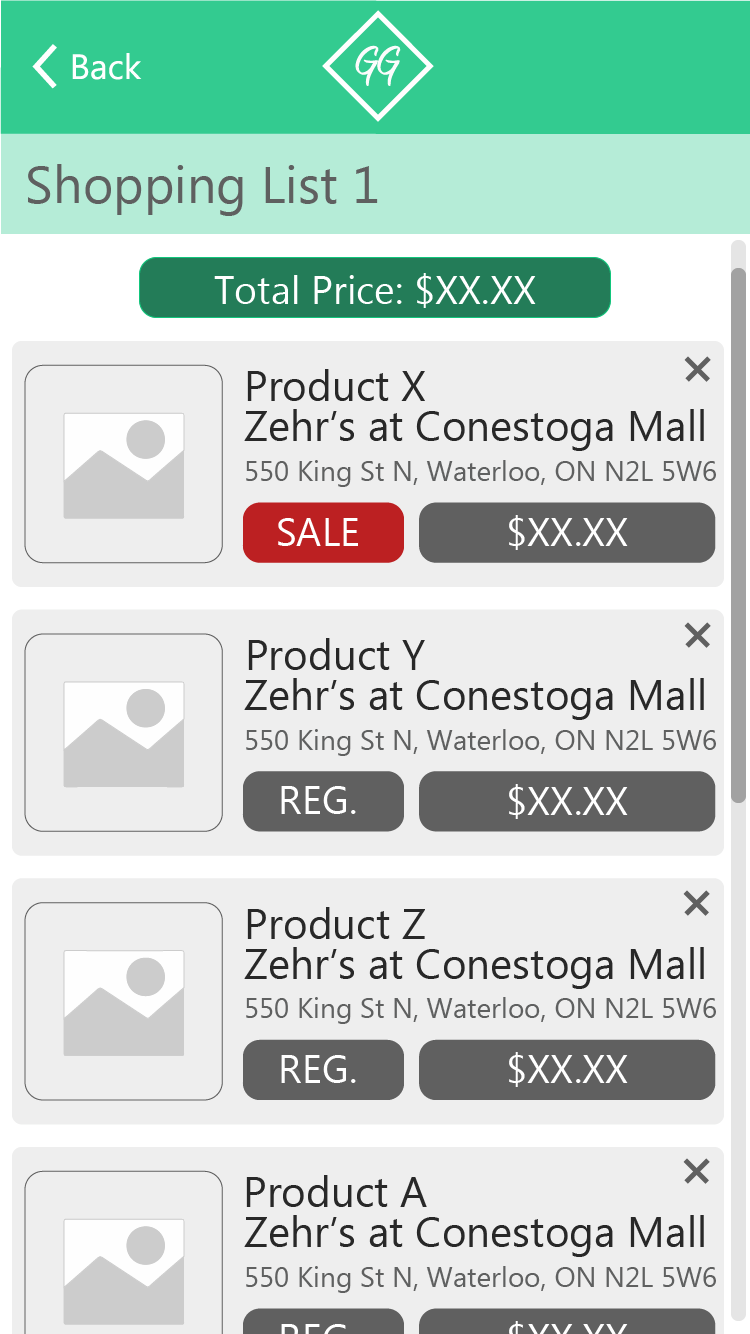 Back
GG
Shopping List 1
Total Price: $XX.XX
Product X
Zehr’s at Conestoga Mall
550 King St N, Waterloo, ON N2L 5W6
SALE
$XX.XX
Product Y
Zehr’s at Conestoga Mall
550 King St N, Waterloo, ON N2L 5W6
REG.
$XX.XX
Product Z
Zehr’s at Conestoga Mall
550 King St N, Waterloo, ON N2L 5W6
REG.
$XX.XX
Product A
Zehr’s at Conestoga Mall
550 King St N, Waterloo, ON N2L 5W6
REG.
$XX.XX